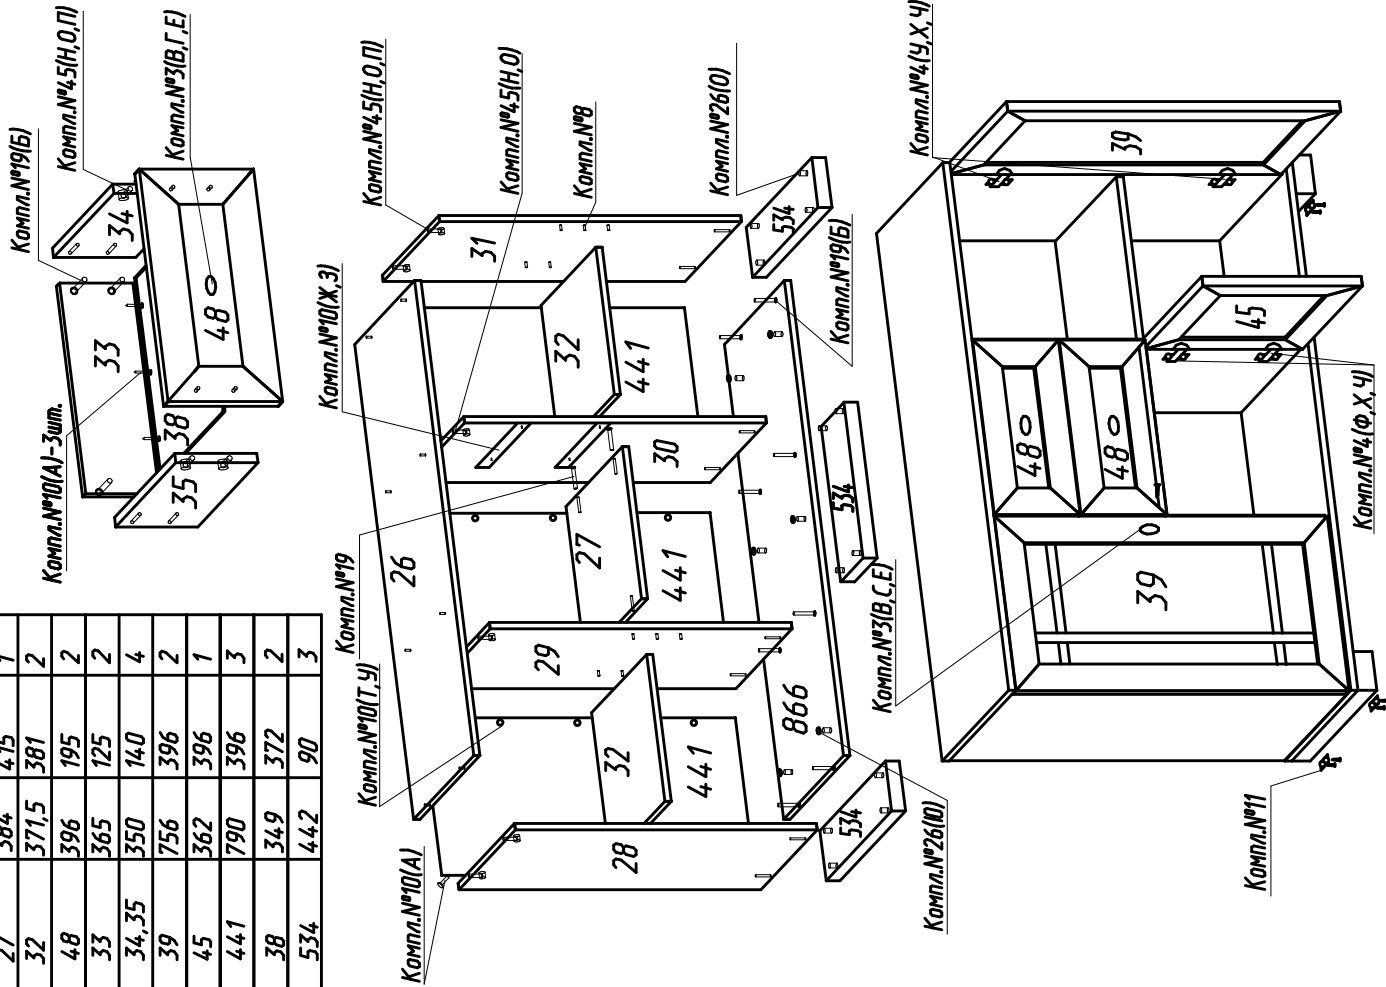 27 384 415 1
32 371,5 381 2
48 396 195 2
33 365 125 2
34,35 350 140 4
39 756 396 2
45 362 396 1
441 790 396 3
38 349 372 2
534 442 90 3
Компл.№19(Б)
Компл.№45(Н,О,П)
Компл.№3(В,Г,Е)
Компл.№10(А)-3шт.
33
34
35
38
48
Компл.№45(Н,О,П)
Компл.№45(Н,О)
Компл.№8
Компл.№26(О)
Компл.№10(Ж,З)
Компл.№19
Компл.№10(Т,Ч)
Компл.№10(А)
Компл.№19(Б)
Компл.№26(Ю)
26
31
32
441
30
27
441
29
32
441
28
866
534
534
534
Компл.№4(У,Х,Ч)
Компл.№3(В,С,Е)
Компл.№4(Ф,Х,Ч)
Компл.№11
39
45
48
48
39